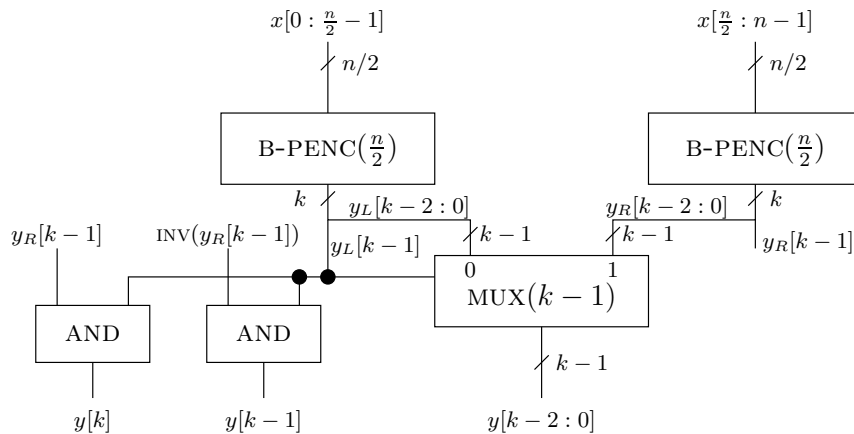 x[0 : n/2 − 1] x[n/2 : n − 1]
n/2 n/2
B-PENC(n/2) B-PENC(n/2)
k k
y_L[k − 2 : 0] y_R[k − 2 : 0]
y_R[k − 1] INV(y_R[k − 1]) y_L[k − 1] k − 1 k − 1 y_R[k − 1]
0 1
MUX(k − 1)
AND AND
k − 1
y[k] y[k − 1] y[k − 2 : 0]